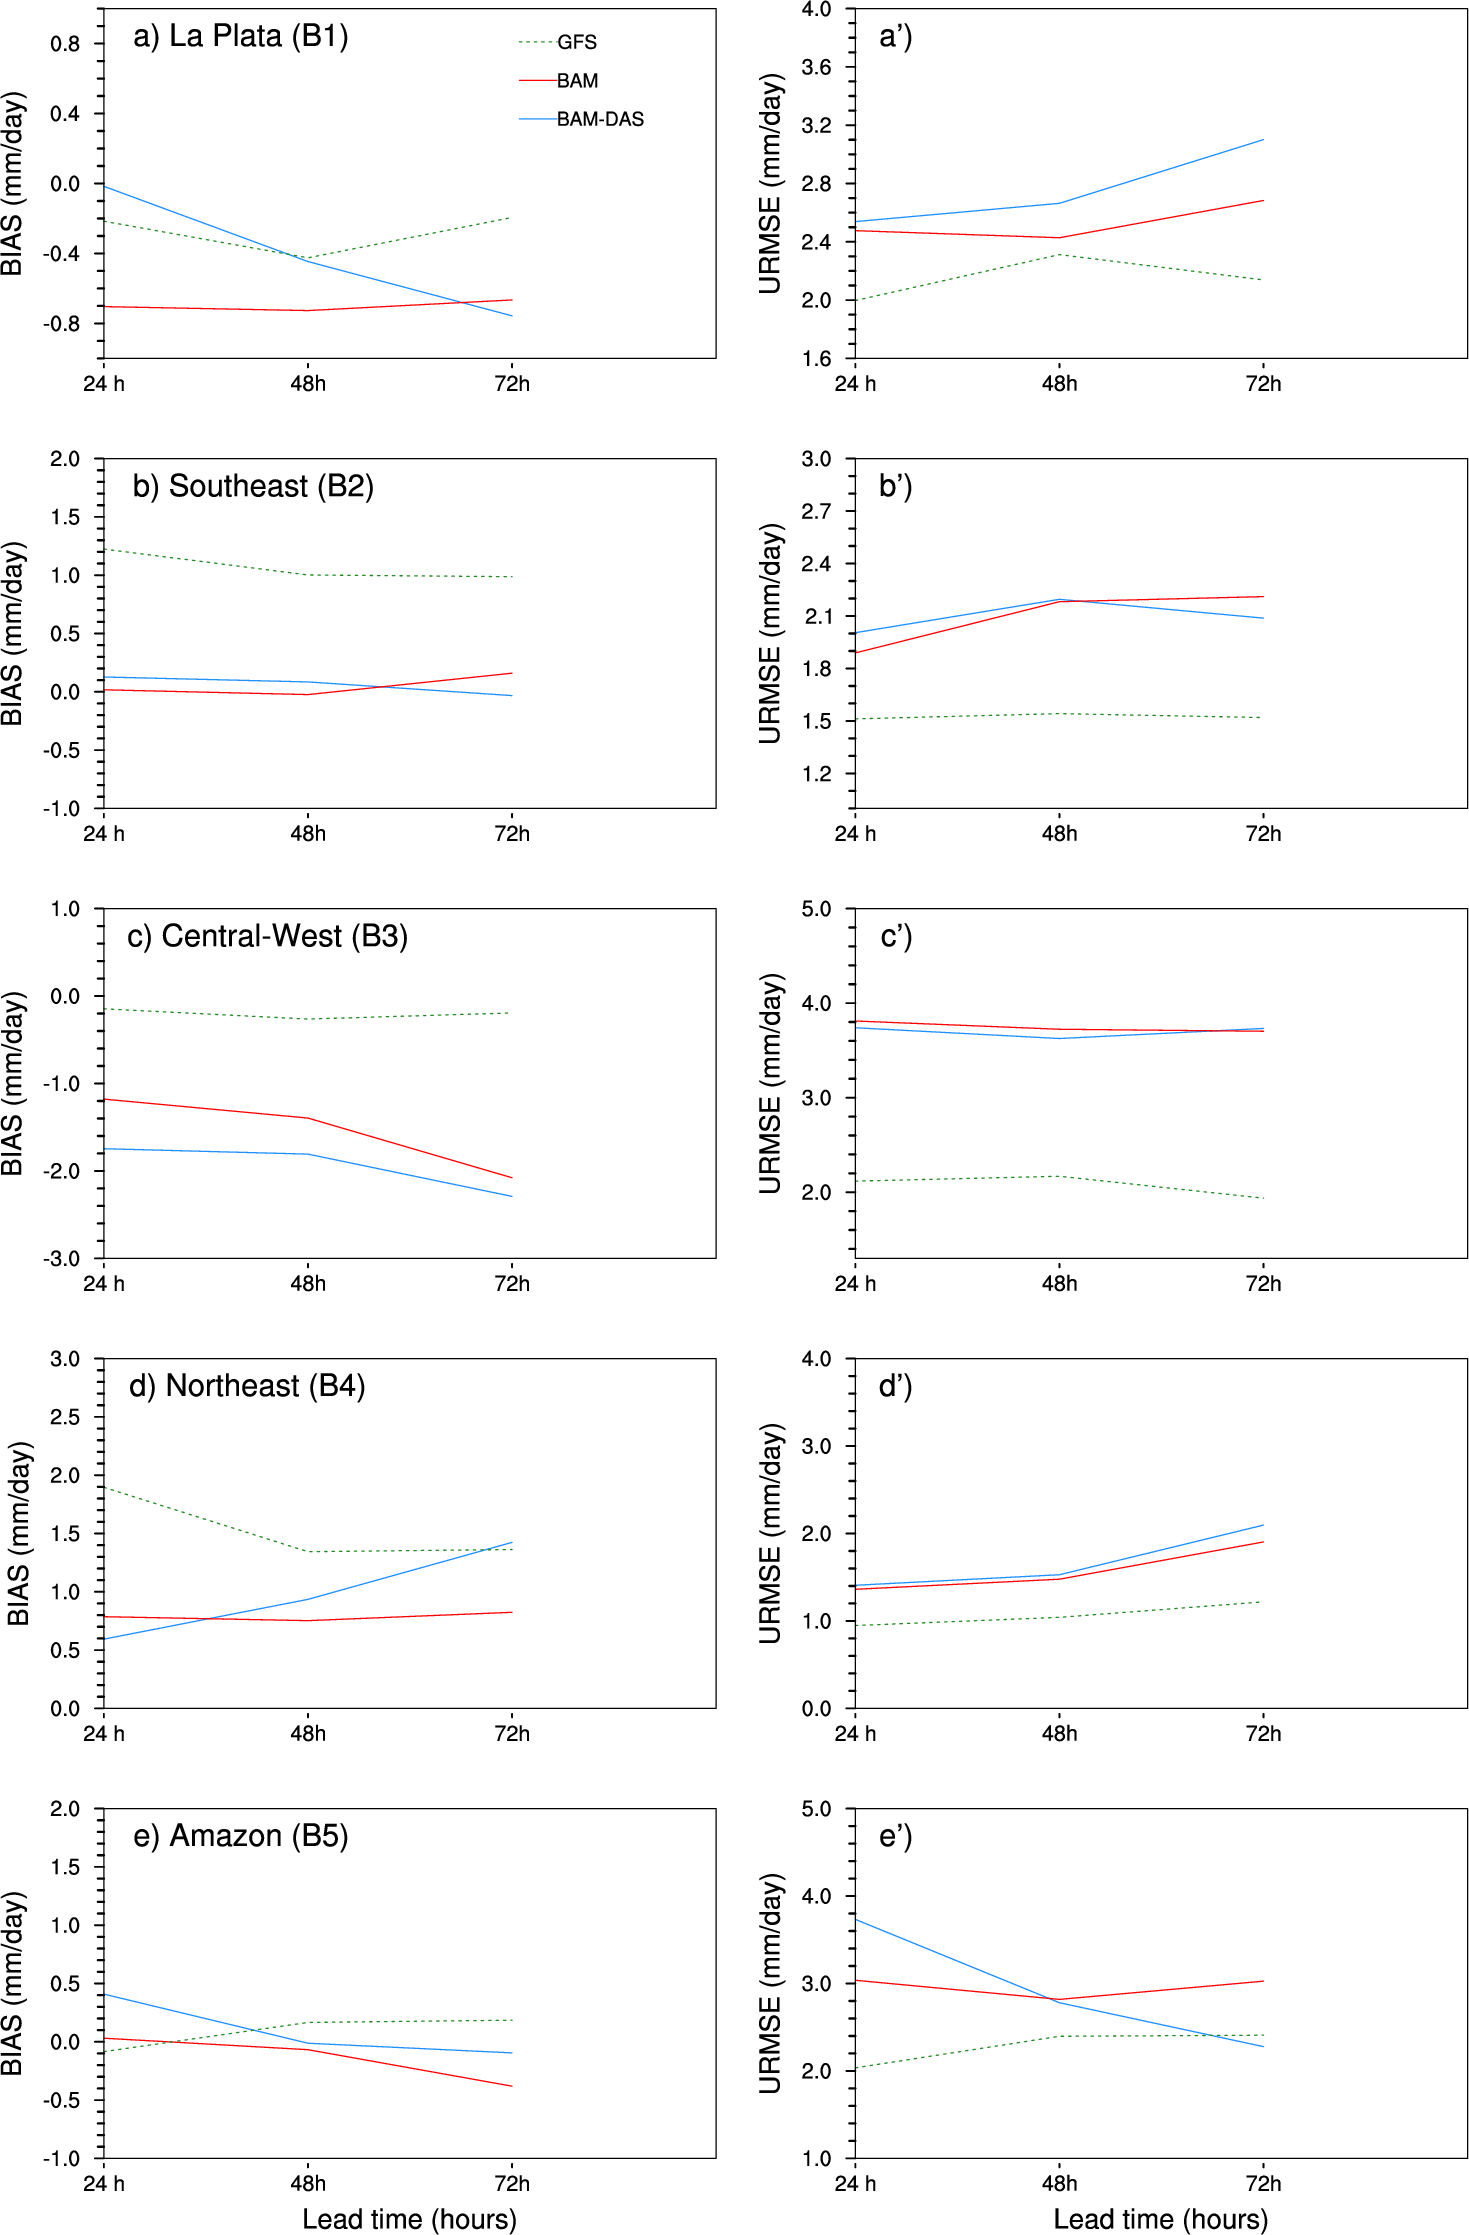 a) La Plata (B1)
GFS
BAM
BAM-DAS
BIAS (mm/day)
0.8
0.4
0.0
-0.4
-0.8
24 h
48h
72h
a’)
URMSE (mm/day)
4.0
3.6
3.2
2.8
2.4
2.0
1.6
24 h
48h
72h
b) Southeast (B2)
BIAS (mm/day)
2.0
1.5
1.0
0.5
0.0
-0.5
-1.0
24 h
48h
72h
b’)
URMSE (mm/day)
3.0
2.7
2.4
2.1
1.8
1.5
1.2
24 h
48h
72h
c) Central-West (B3)
BIAS (mm/day)
1.0
0.0
-1.0
-2.0
-3.0
24 h
48h
72h
c’)
URMSE (mm/day)
5.0
4.0
3.0
2.0
24 h
48h
72h
d) Northeast (B4)
BIAS (mm/day)
3.0
2.5
2.0
1.5
1.0
0.5
0.0
24 h
48h
72h
d’)
URMSE (mm/day)
4.0
3.0
2.0
1.0
0.0
24 h
48h
72h
e) Amazon (B5)
BIAS (mm/day)
2.0
1.5
1.0
0.5
0.0
-0.5
-1.0
24 h
48h
72h
Lead time (hours)
e’)
URMSE (mm/day)
5.0
4.0
3.0
2.0
1.0
24 h
48h
72h
Lead time (hours)